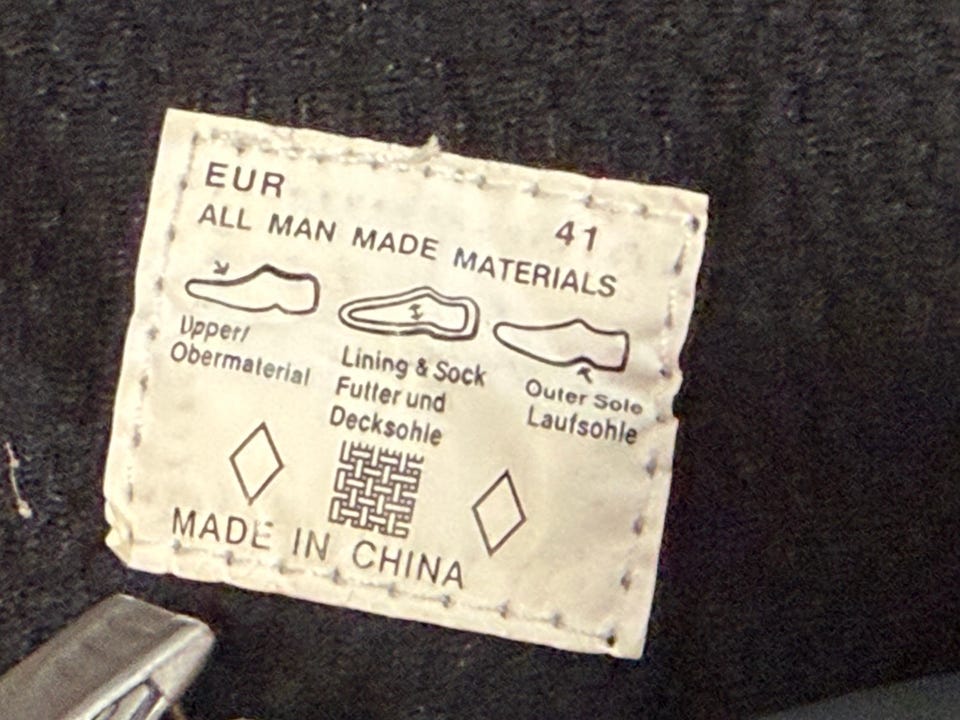 EUR 41
ALL MAN MADE MATERIALS
Upper/
Obermaterial
Lining & Sock
Futter und
Decksohle
Outer Sole
Laufsohle
MADE IN CHINA